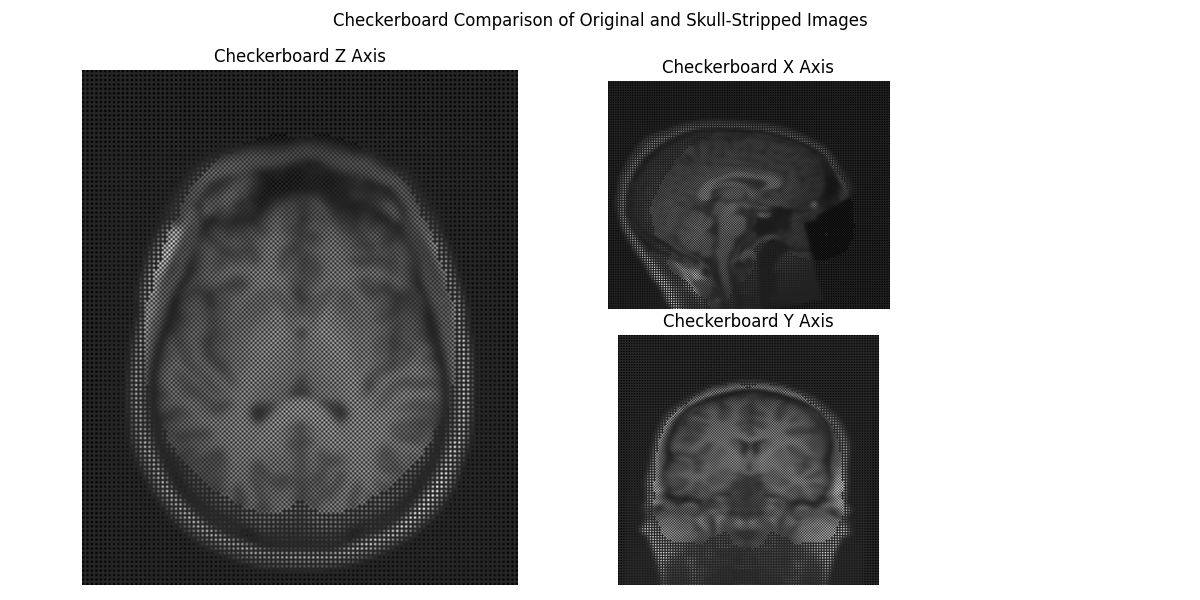 Checkerboard Comparison of Original and Skull-Stripped Images
Checkerboard Z Axis
Checkerboard X Axis
Checkerboard Y Axis